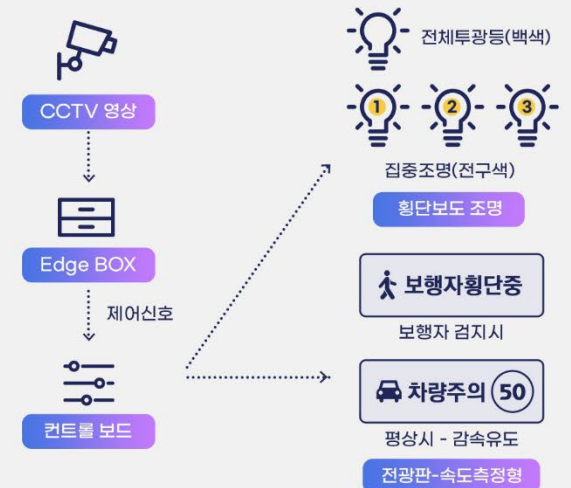 CCTV 영상
Edge BOX
제어신호
컨트롤 보드
전체투광등(백색)
1 2 3
집중조명(전구색)
횡단보도 조명
보행자횡단중
보행자 검지시
차량주의 50
평상시 - 감속유도
전광판-속도측정형